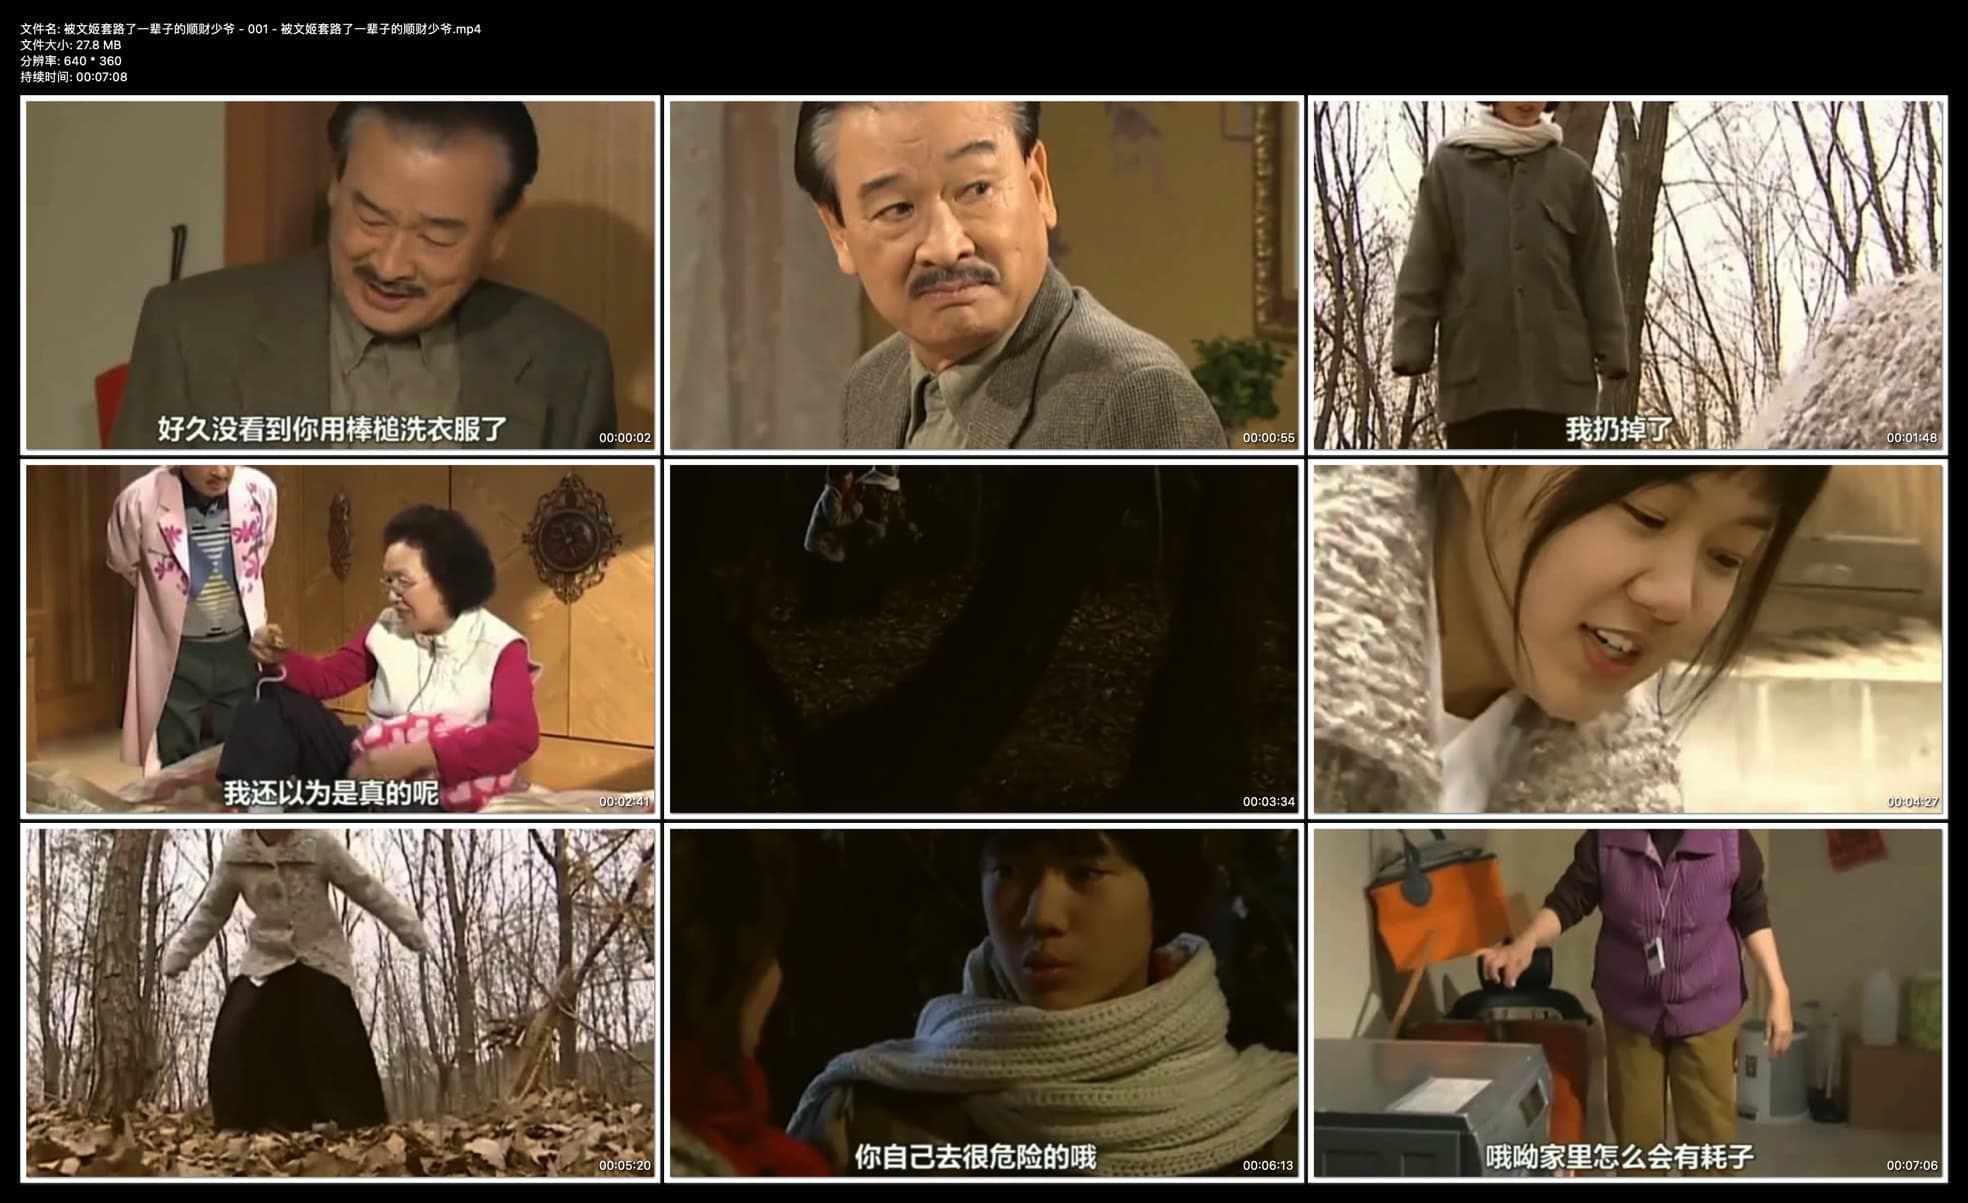 文件名: 被文姬套路了一辈子的顺财少爷 - 001 - 被文姬套路了一辈子的顺财少爷.mp4
文件大小: 27.8 MB
分辨率: 640 * 360
持续时间: 00:07:08
好久没看到你用棒槌洗衣服了
00:00:02
00:00:55
我扔掉了
00:01:48
我还以为是真的呢
00:02:41
00:03:34
00:04:27
00:05:20
你自己去很危险的哦
00:06:13
哦呦家里怎么会有耗子
00:07:06